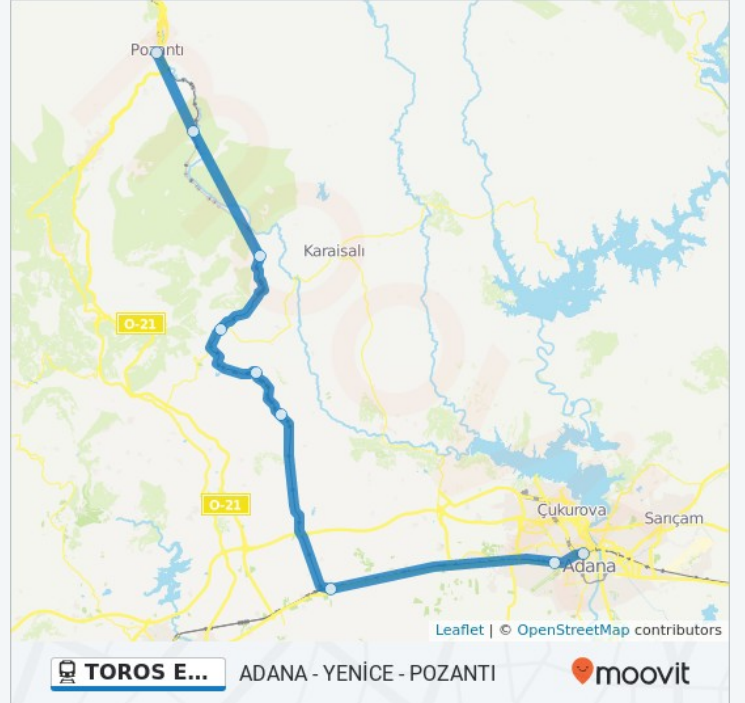 Pozantı
Karaisalı
O-21
O-21
Çukurova
Sarıçam
Adana
Leaflet | © OpenStreetMap contributors
TOROS E... ADANA - YENİCE - POZANTI moovit